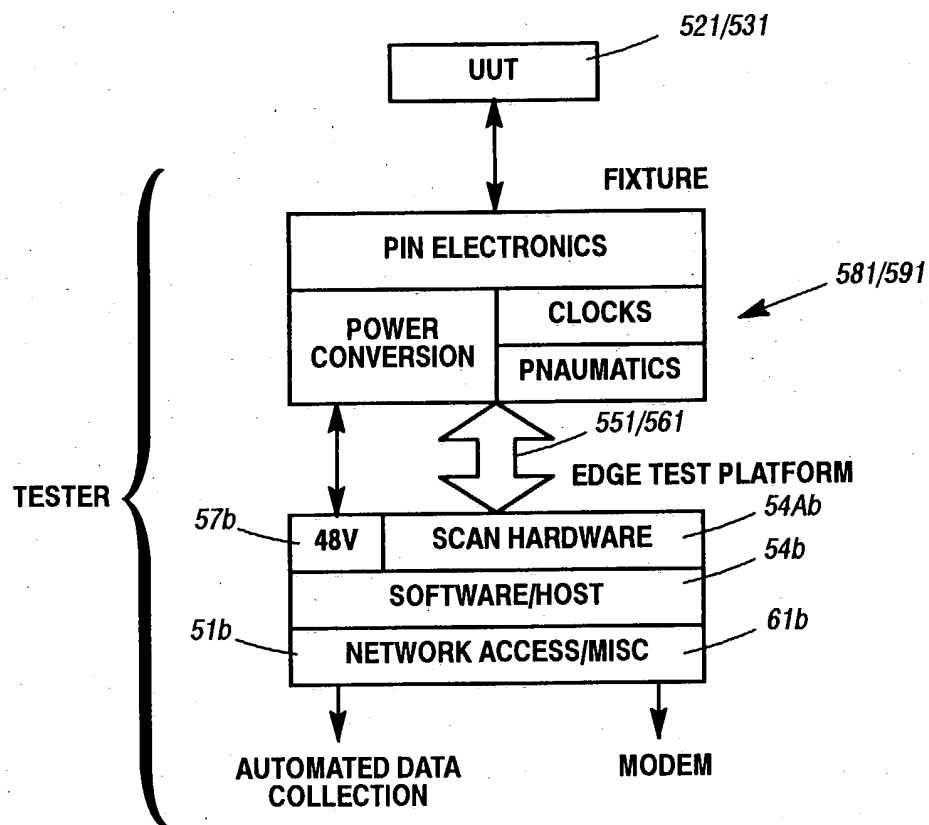 521/531
UUT
FIXTURE
PIN ELECTRONICS
581/591
POWER
CONVERSION
CLOCKS
PNAUMATICS
551/561
EDGE TEST PLATFORM
TESTER
57b
54Ab
48V
SCAN HARDWARE
54b
SOFTWARE/HOST
51b
61b
NETWORK ACCESS/MISC
AUTOMATED DATA
COLLECTION
MODEM